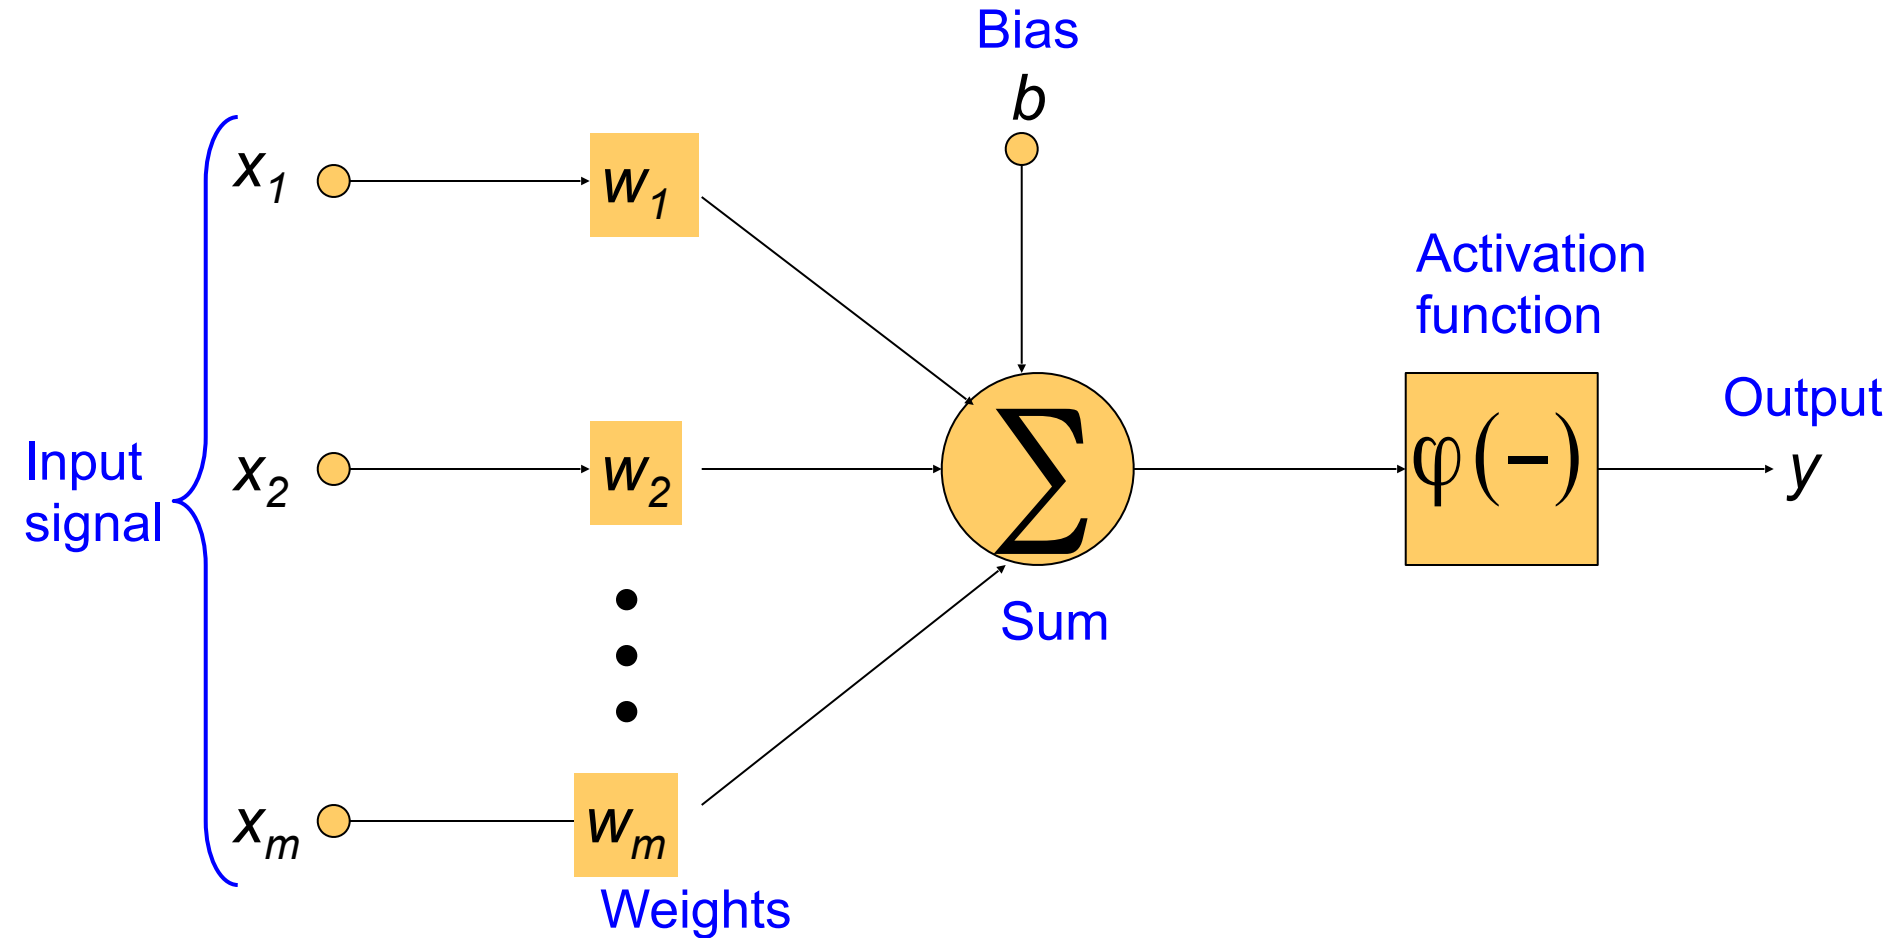 Bias
b
x1
w1
Activation
function
Output
Input
signal
x2
w2
∑
φ(−)
y
Sum
xm
wm
Weights